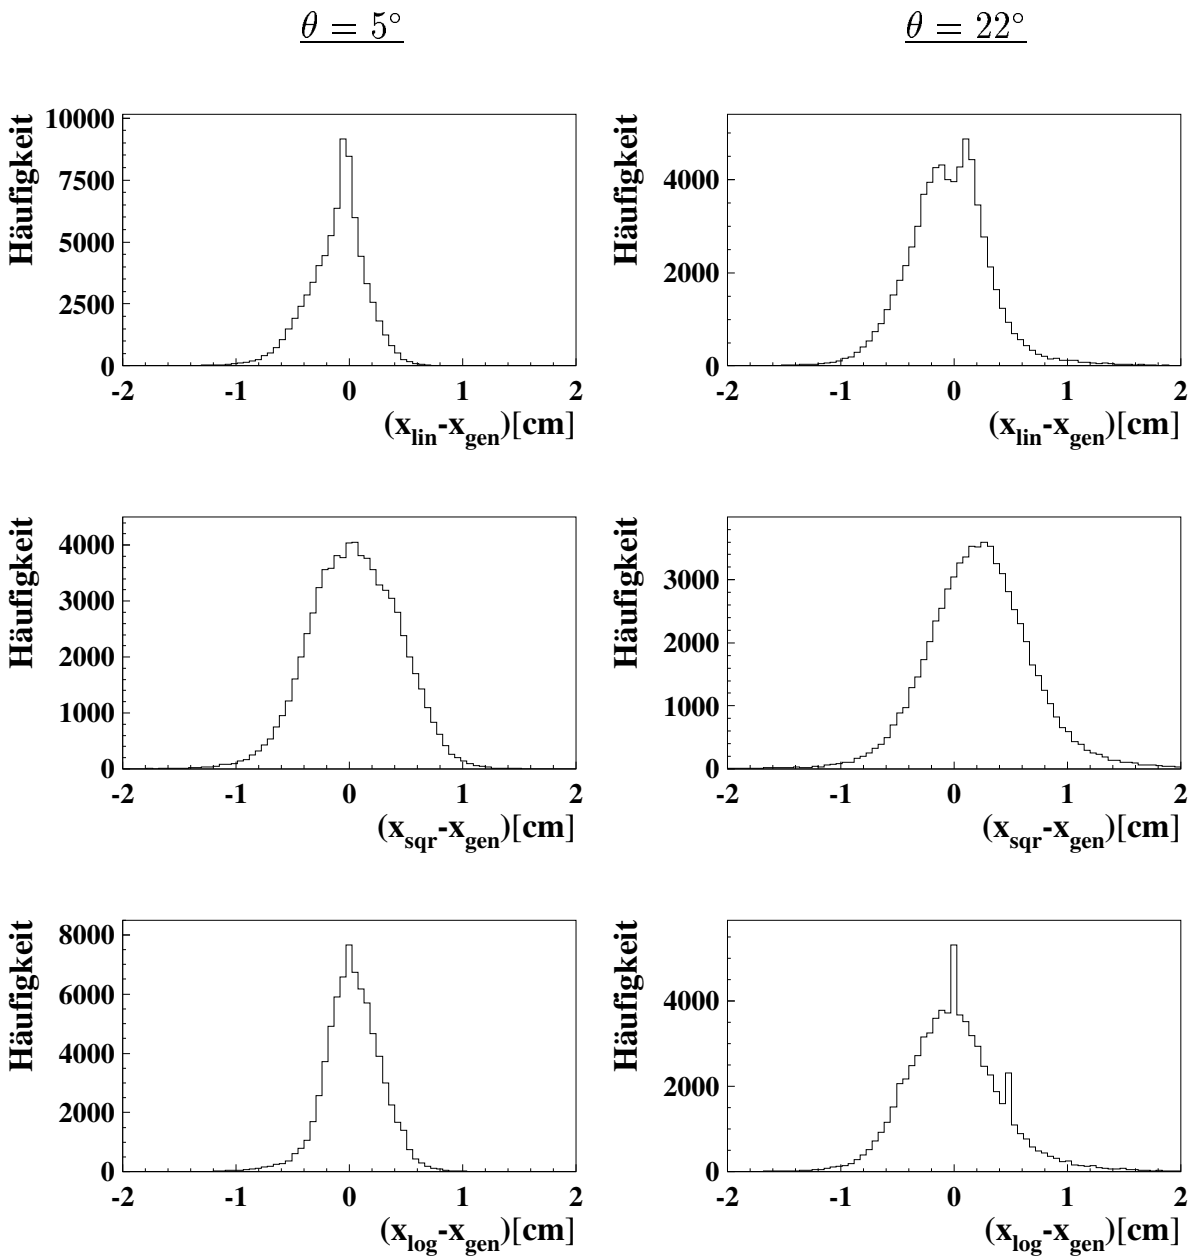 θ = 5°
θ = 22°
Häufigkeit
10000
7500
5000
2500
0
-2 -1 0 1 2
(x_lin-x_gen)[cm]
Häufigkeit
4000
2000
0
-2 -1 0 1 2
(x_lin-x_gen)[cm]
Häufigkeit
4000
3000
2000
1000
0
-2 -1 0 1 2
(x_sqr-x_gen)[cm]
Häufigkeit
3000
2000
1000
0
-2 -1 0 1 2
(x_sqr-x_gen)[cm]
Häufigkeit
8000
6000
4000
2000
0
-2 -1 0 1 2
(x_log-x_gen)[cm]
Häufigkeit
4000
2000
0
-2 -1 0 1 2
(x_log-x_gen)[cm]